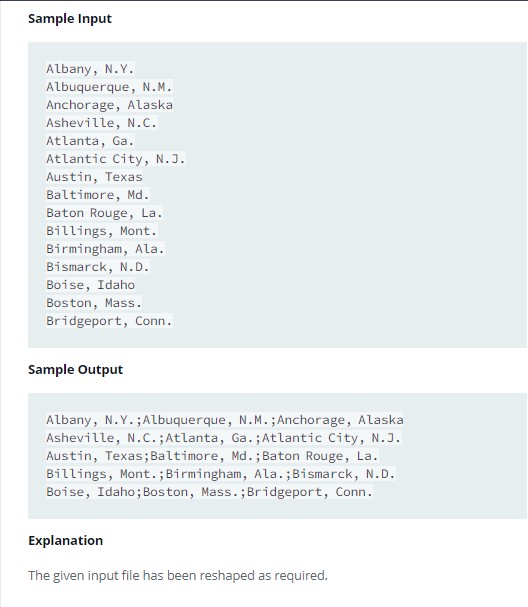 Sample Input
Albany, N.Y.
Albuquerque, N.M.
Anchorage, Alaska
Asheville, N.C.
Atlanta, Ga.
Atlantic City, N.J.
Austin, Texas
Baltimore, Md.
Baton Rouge, La.
Billings, Mont.
Birmingham, Ala.
Bismarck, N.D.
Boise, Idaho
Boston, Mass.
Bridgeport, Conn.
Sample Output
Albany, N.Y.;Albuquerque, N.M.;Anchorage, Alaska
Asheville, N.C.;Atlanta, Ga.;Atlantic City, N.J.
Austin, Texas;Baltimore, Md.;Baton Rouge, La.
Billings, Mont.;Birmingham, Ala.;Bismarck, N.D.
Boise, Idaho;Boston, Mass.;Bridgeport, Conn.
Explanation
The given input file has been reshaped as required.